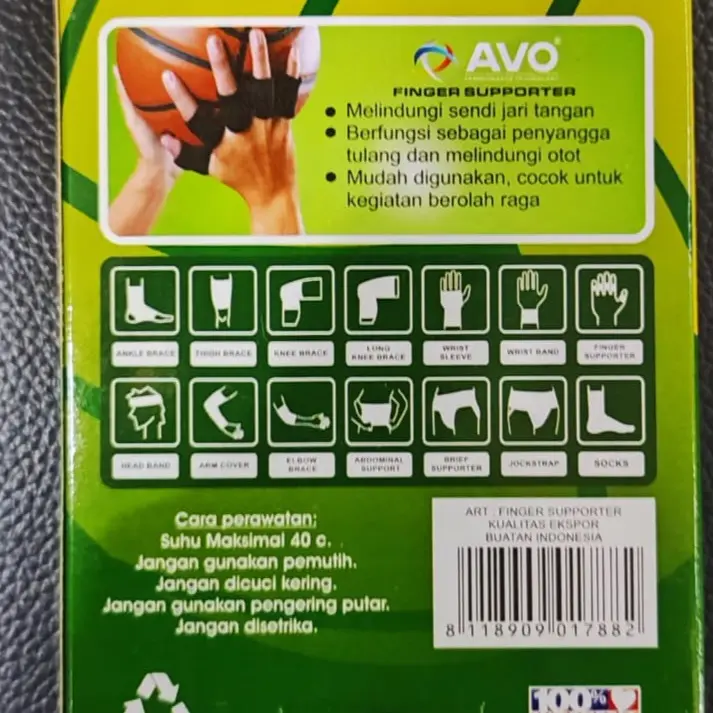 AVO
FINGER SUPPORTER
• Melindungi sendi jari tangan
• Berfungsi sebagai penyangga
tulang dan melindungi otot
• Mudah digunakan, cocok untuk
kegiatan berolah raga
ANKLE BRACE
THIGH BRACE
KNEE BRACE
LONG
KNEE BRACE
WRIST
SLEEVE
WRIST BAND
FINGER
SUPPORTER
HEAD BAND
ARM COVER
ELBOW
BRACE
ABDOMINAL
SUPPORT
BRIEF
SUPPORTER
JOCKSTRAP
SOCKS
Cara perawatan:
Suhu Maksimal 40 c.
Jangan gunakan pemutih.
Jangan dicuci kering.
Jangan gunakan pengering putar.
Jangan disetrika.
ART : FINGER SUPPORTER
KUALITAS EKSPOR
BUATAN INDONESIA
8 118909 017882
100%